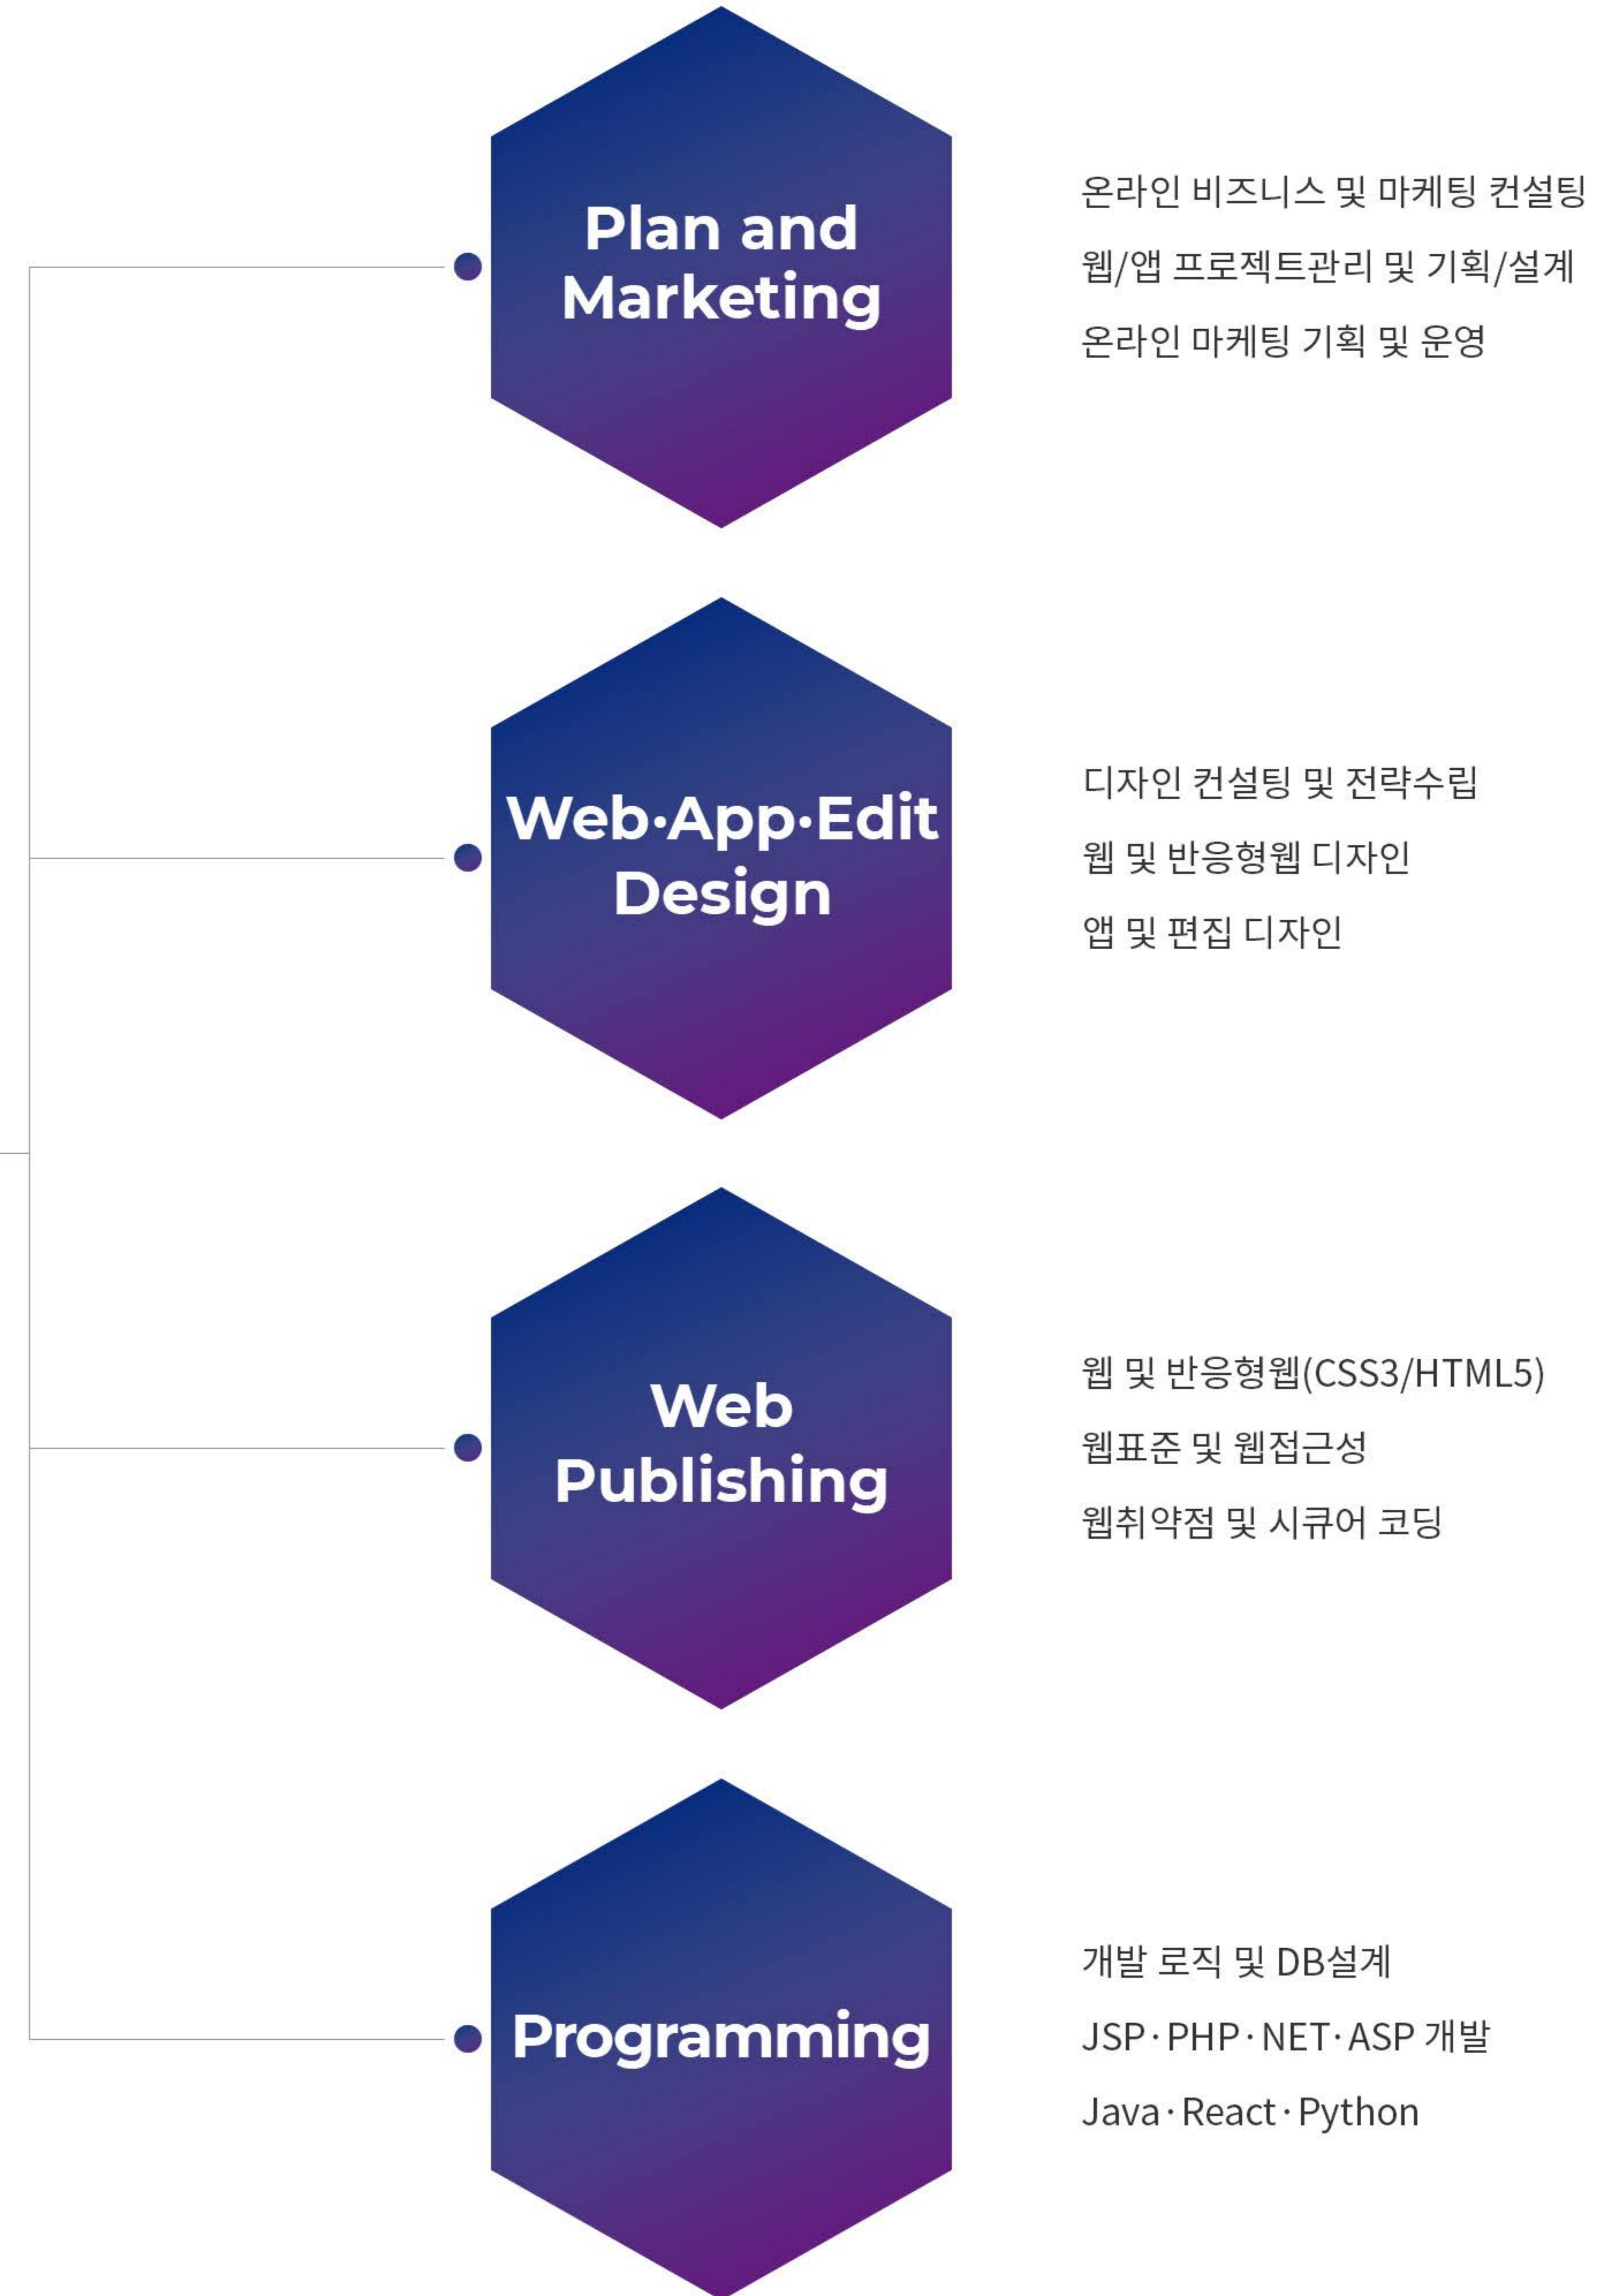 Plan and
Marketing
온라인 비즈니스 및 마케팅 컨설팅
웹/앱 프로젝트관리 및 기획/설계
온라인 마케팅 기획 및 운영
Web·App·Edit
Design
디자인 컨설팅 및 전략수립
웹 및 반응형웹 디자인
앱 및 편집 디자인
Web
Publishing
웹 및 반응형웹(CSS3/HTML5)
웹표준 및 웹접근성
웹취약점 및 시큐어 코딩
Programming
개발 로직 및 DB설계
JSP·PHP·NET·ASP 개발
Java·React·Python